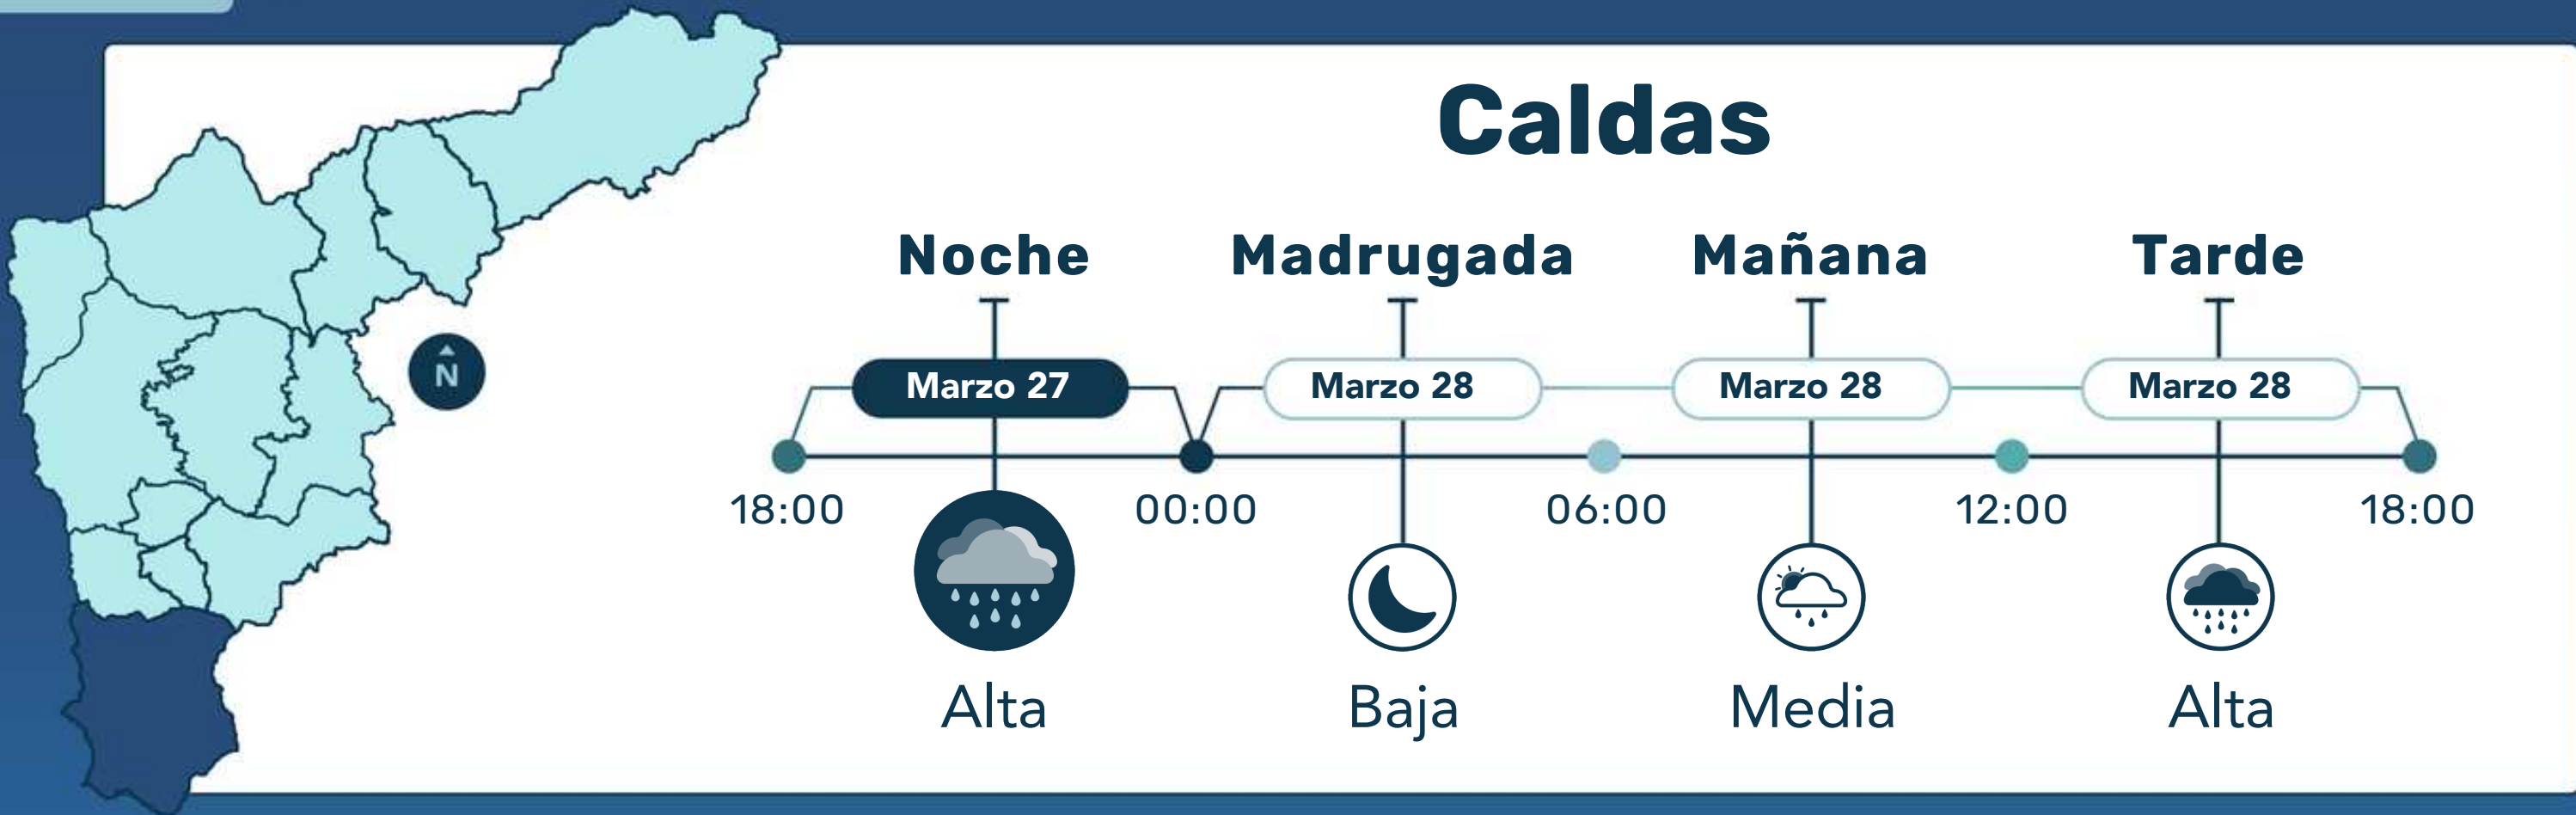 Caldas
Noche Madrugada Mañana Tarde
N
Marzo 27 Marzo 28 Marzo 28 Marzo 28
18:00 00:00 06:00 12:00 18:00
Alta Baja Media Alta